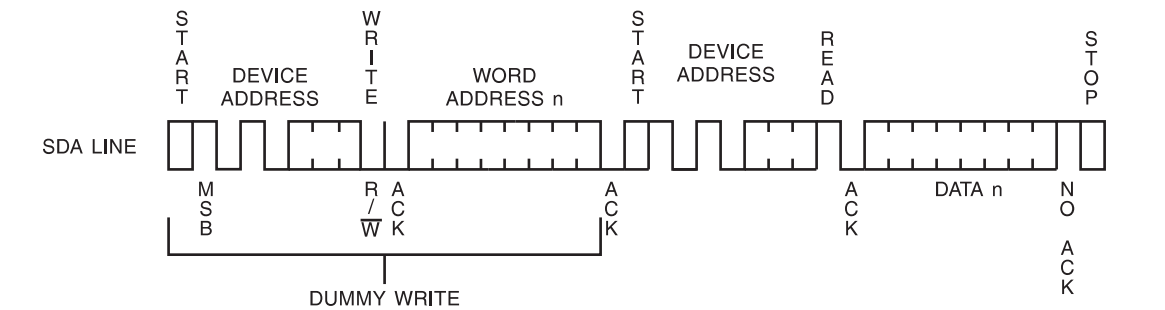 START
WRITE
START
READ
STOP
DEVICE
ADDRESS
WORD
ADDRESS n
DEVICE
ADDRESS
SDA LINE
MSB
R/W
ACK
ACK
ACK
DATA n
NO ACK
DUMMY WRITE